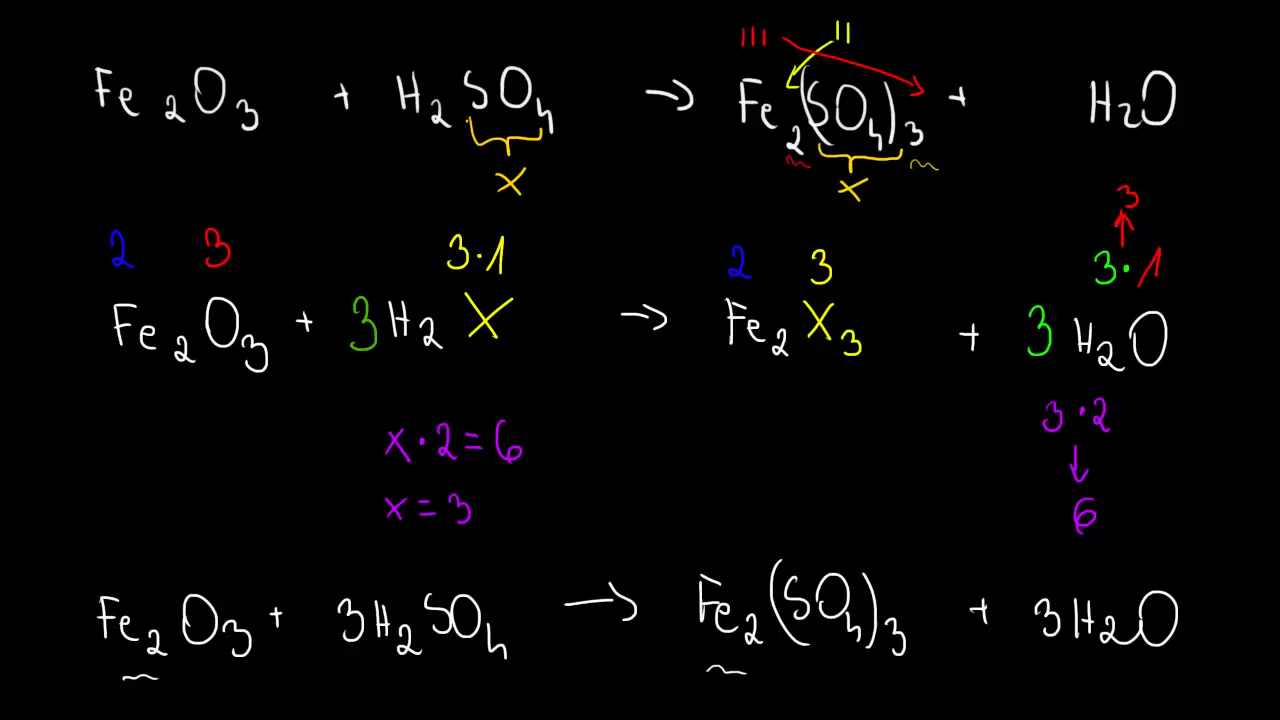 III II
Fe2O3 + H2SO4 → Fe2(SO4)3 + H2O
X X
3
2 3 3·1 2 3 3·1
Fe2O3 + 3H2X → Fe2X3 + 3H2O
3·2
x·2=6
x=3 6
Fe2O3 + 3H2SO4 → Fe2(SO4)3 + 3H2O